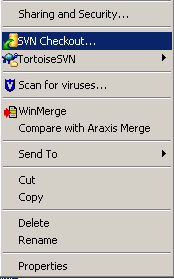 Sharing and Security...
SVN Checkout...
TortoiseSVN
Scan for viruses...
WinMerge
Compare with Araxis Merge
Send To
Cut
Copy
Delete
Rename
Properties